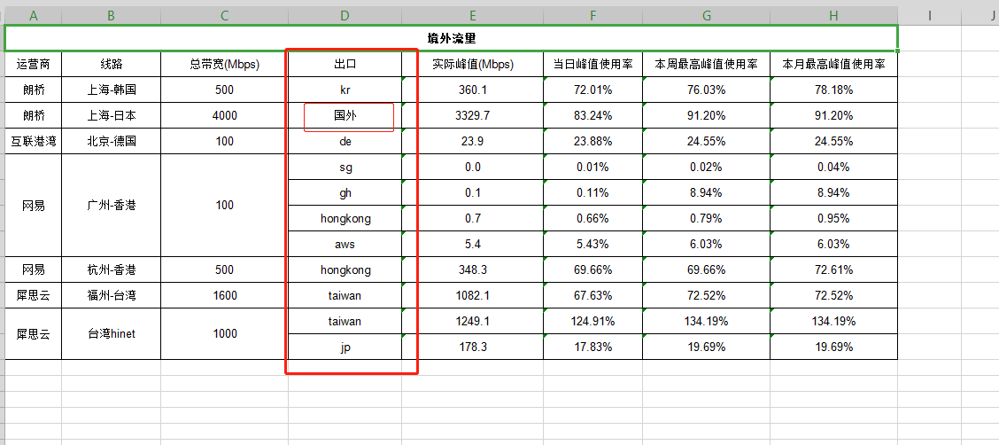 A B C D E F G H I J
境外流量
运营商 线路 总带宽(Mbps) 出口 实际峰值(Mbps) 当日峰值使用率 本周最高峰值使用率 本月最高峰值使用率
朗桥 上海-韩国 500 kr 360.1 72.01% 76.03% 78.18%
朗桥 上海-日本 4000 国外 3329.7 83.24% 91.20% 91.20%
互联港湾 北京-德国 100 de 23.9 23.88% 24.55% 24.55%
网易 广州-香港 100 sg 0.0 0.01% 0.02% 0.04%
gh 0.1 0.11% 8.94% 8.94%
hongkong 0.7 0.66% 0.79% 0.95%
aws 5.4 5.43% 6.03% 6.03%
网易 杭州-香港 500 hongkong 348.3 69.66% 69.66% 72.61%
犀思云 福州-台湾 1600 taiwan 1082.1 67.63% 72.52% 72.52%
犀思云 台湾hinet 1000 taiwan 1249.1 124.91% 134.19% 134.19%
jp 178.3 17.83% 19.69% 19.69%